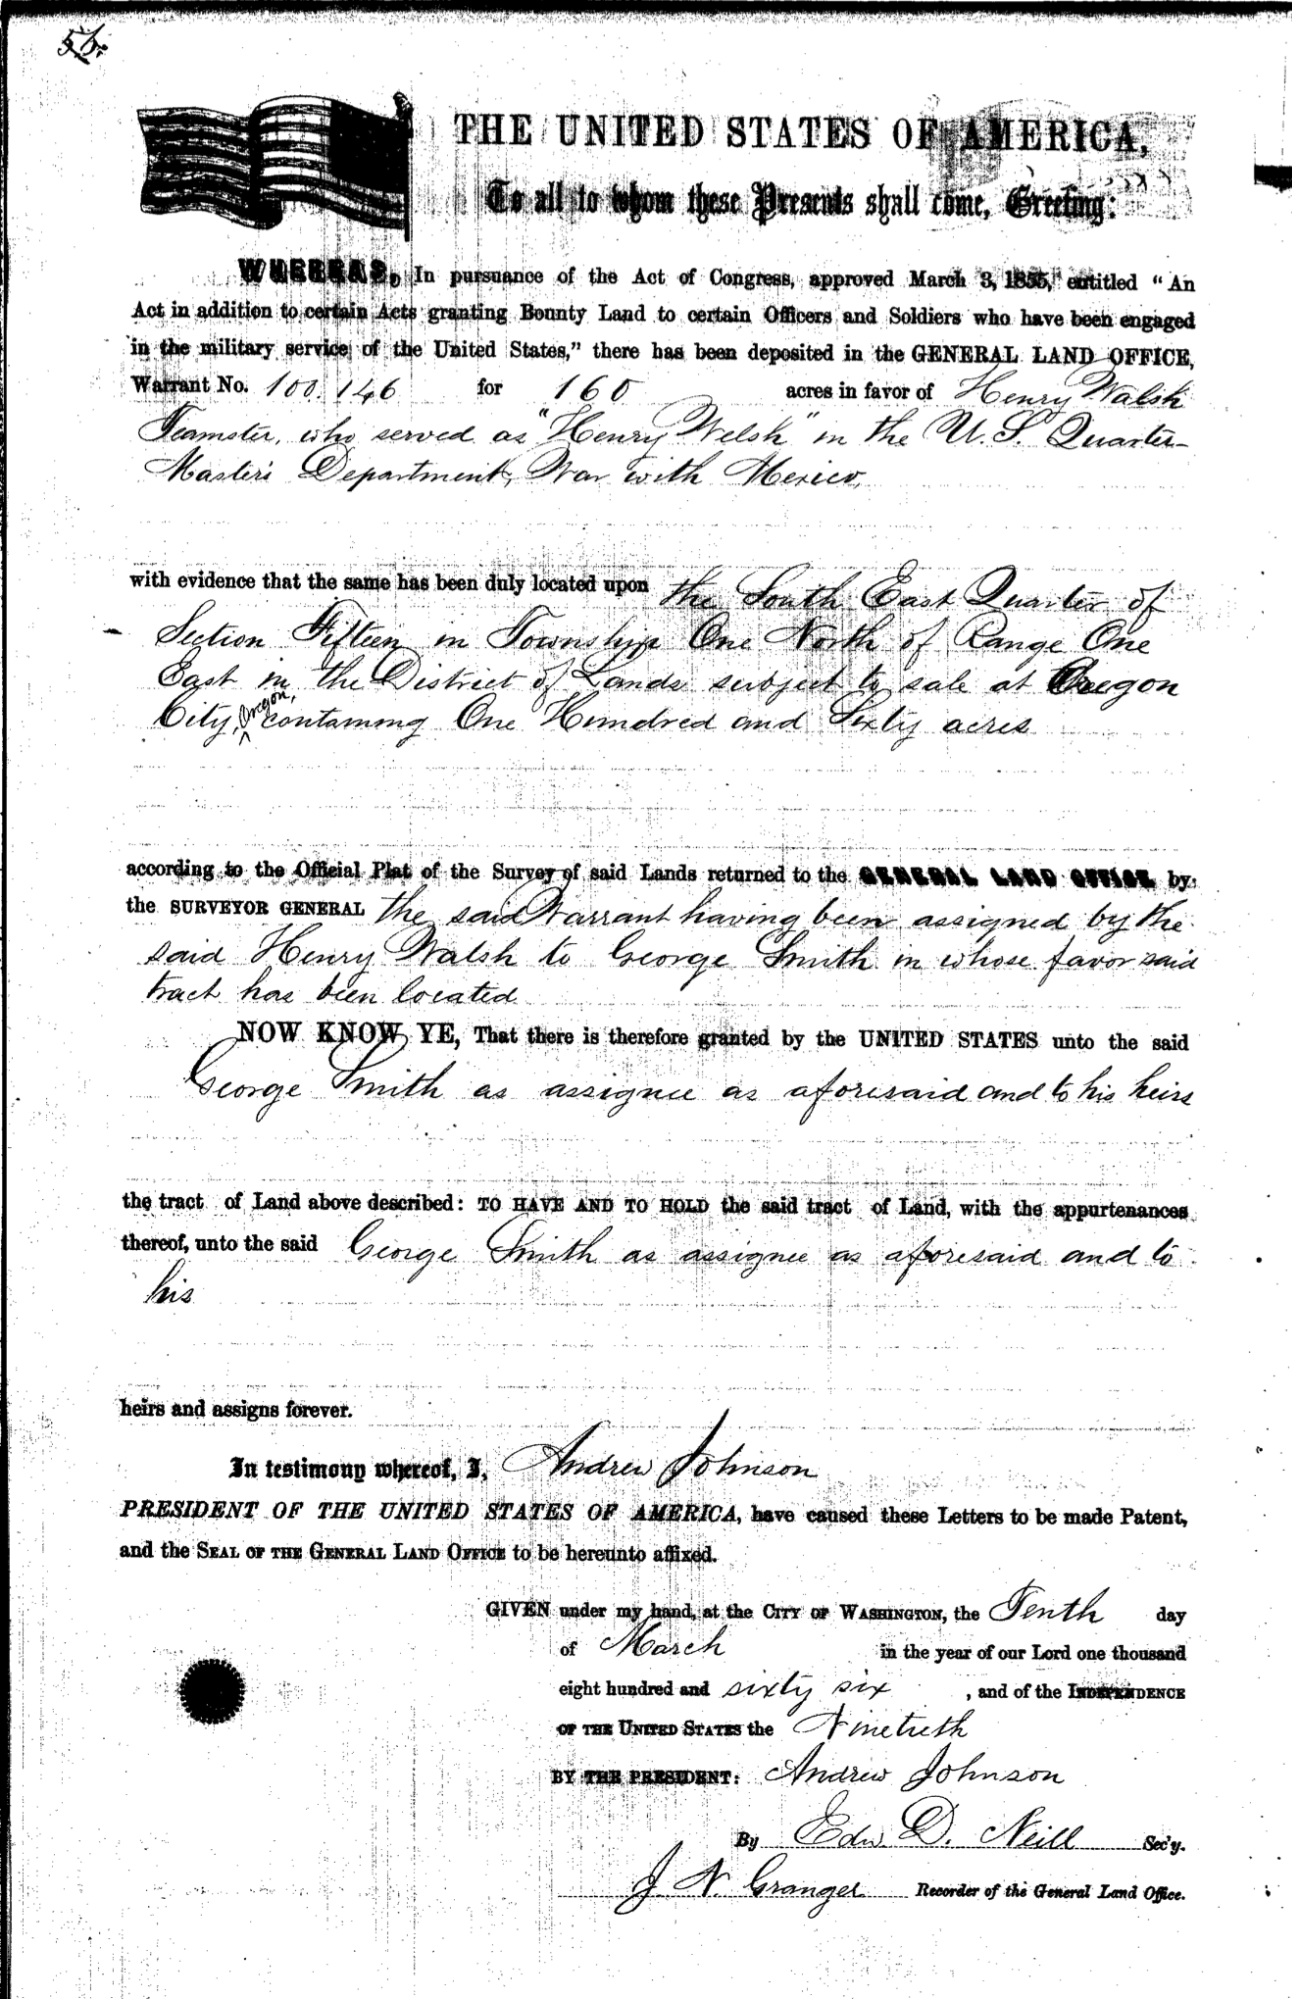 THE UNITED STATES OF AMERICA,
To all to whom these Presents shall come, Greeting:
WHEREAS, In pursuance of the Act of Congress, approved March 3, 1855, entitled “An
Act in addition to certain Acts granting Bounty Land to certain Officers and Soldiers who have been engaged
in the military service of the United States,” there has been deposited in the GENERAL LAND OFFICE,
Warrant No. 100.146 for 160 acres in favor of Henry Walsh
Teamster, who served as "Henry Welsh" in the U. S. Quarter-
Master's Department, War with Mexico,
with evidence that the same has been duly located upon the South East Quarter of
Section Fifteen in Township One North of Range One
East in the District of Lands subject to sale at Oregon
City, Oregon, containing One Hundred and Sixty acres
according to the Official Plat of the Survey of said Lands returned to the GENERAL LAND OFFICE by
the SURVEYOR GENERAL the said Warrant having been assigned by the
said Henry Walsh to George Smith in whose favor said
tract has been located
NOW KNOW YE, That there is therefore granted by the UNITED STATES unto the said
George Smith as assignee as aforesaid and to his heirs
the tract of Land above described: TO HAVE AND TO HOLD the said tract of Land, with the appurtenances
thereof, unto the said George Smith as assignee as aforesaid and to
his
heirs and assigns forever.
In testimony whereof, I, Andrew Johnson
PRESIDENT OF THE UNITED STATES OF AMERICA, have caused these Letters to be made Patent,
and the SEAL OF THE GENERAL LAND OFFICE to be hereunto affixed.
GIVEN under my hand, at the CITY OF WASHINGTON, the Tenth day
of March in the year of our Lord one thousand
eight hundred and sixty six, and of the INDEPENDENCE
OF THE UNITED STATES the Ninetieth
BY THE PRESIDENT: Andrew Johnson
By Edw. D. Neill Sec'y.
J. N. Granger Recorder of the General Land Office.